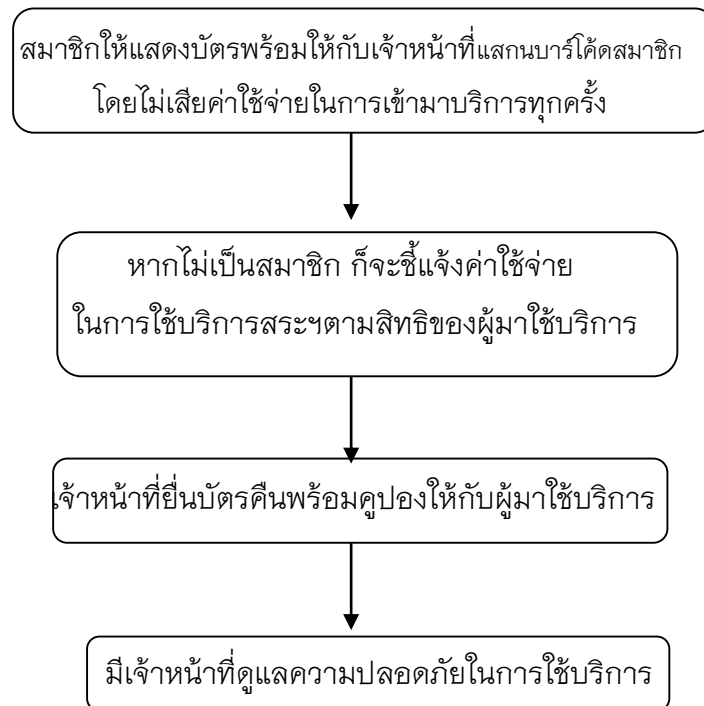 สมาชิกให้แสดงบัตรพร้อมให้กับเจ้าหน้าที่แสกนบาร์โค้ดสมาชิก
โดยไม่เสียค่าใช้จ่ายในการเข้ามาบริการทุกครั้ง
หากไม่เป็นสมาชิก ก็จะชี้แจ้งค่าใช้จ่าย
ในการใช้บริการสระฯตามสิทธิของผู้มาใช้บริการ
เจ้าหน้าที่ยื่นบัตรคืนพร้อมคูปองให้กับผู้มาใช้บริการ
มีเจ้าหน้าที่ดูแลความปลอดภัยในการใช้บริการ